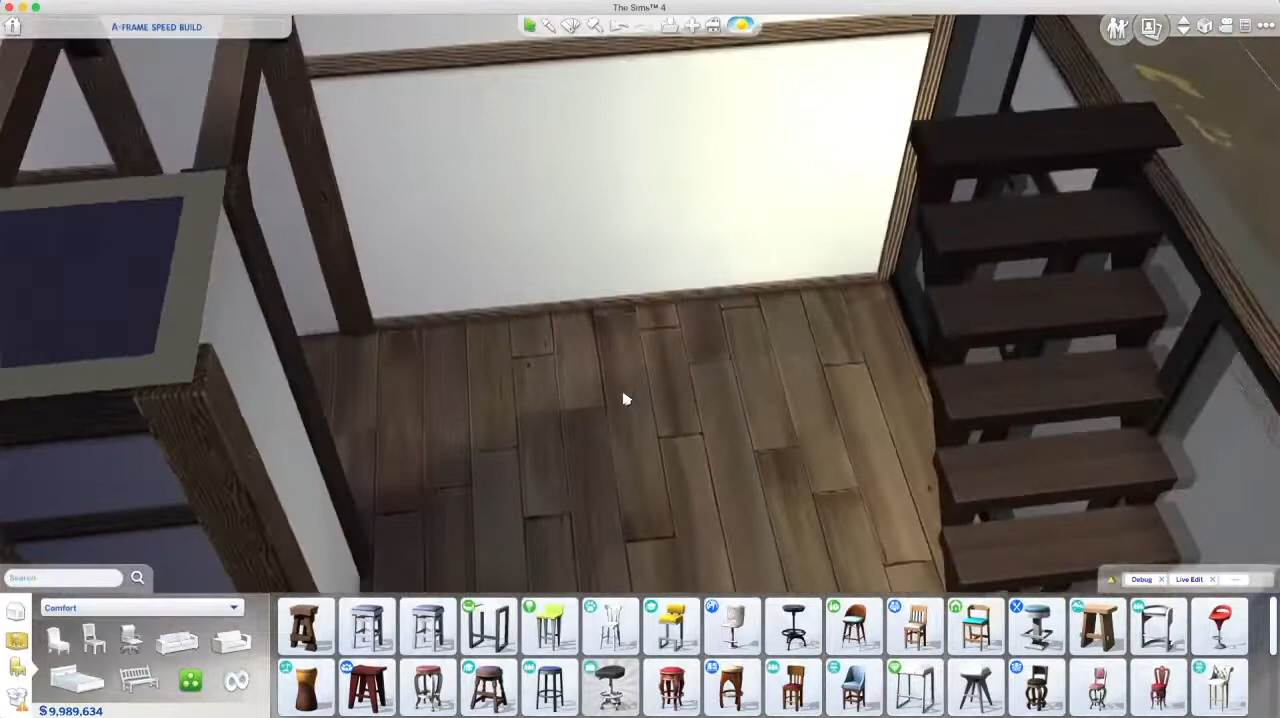 The Sims™ 4
A-FRAME SPEED BUILD
Search
Debug
Live Edit
Comfort
$9,989,634